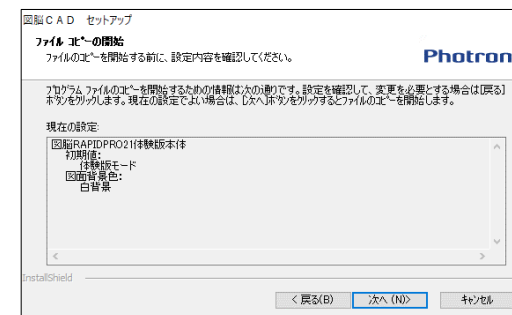 図脳CAD セットアップ
ファイル コピーの開始
ファイルのコピーを開始する前に、設定内容を確認してください。
Photron
プログラム ファイルのコピーを開始するための情報は次の通りです。設定を確認して、変更を必要とする場合は[戻る]
ボタンをクリックします。現在の設定でよい場合は、[次へ]ボタンをクリックするとファイルのコピーを開始します。
現在の設定:
図脳RAPIDPRO21体験版本体
初期値:
体験版モード
図面背景色:
白背景
InstallShield
< 戻る(B)
次へ (N)>
キャンセル